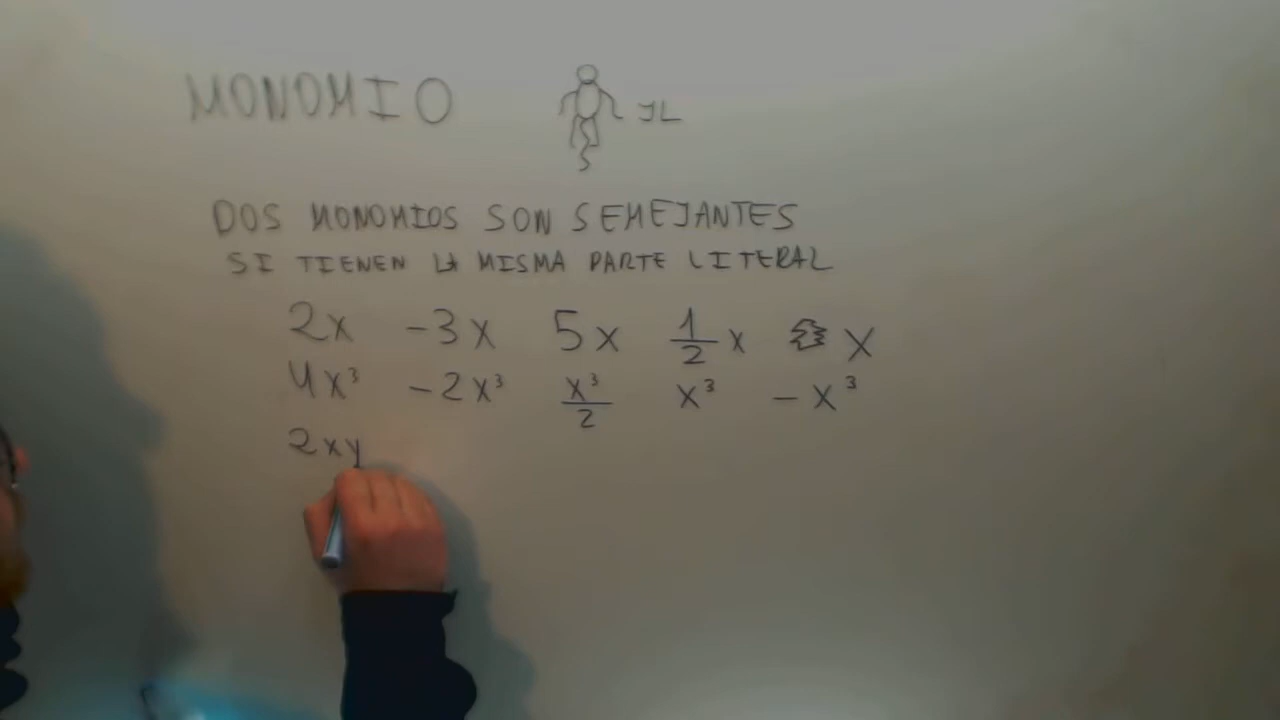 MONOMIO JL
DOS MONOMIOS SON SEMEJANTES
SI TIENEN LA MISMA PARTE LITERAL
2x -3x 5x 1/2 x x
4x³ -2x³ x³/2 x³ -x³
2xy